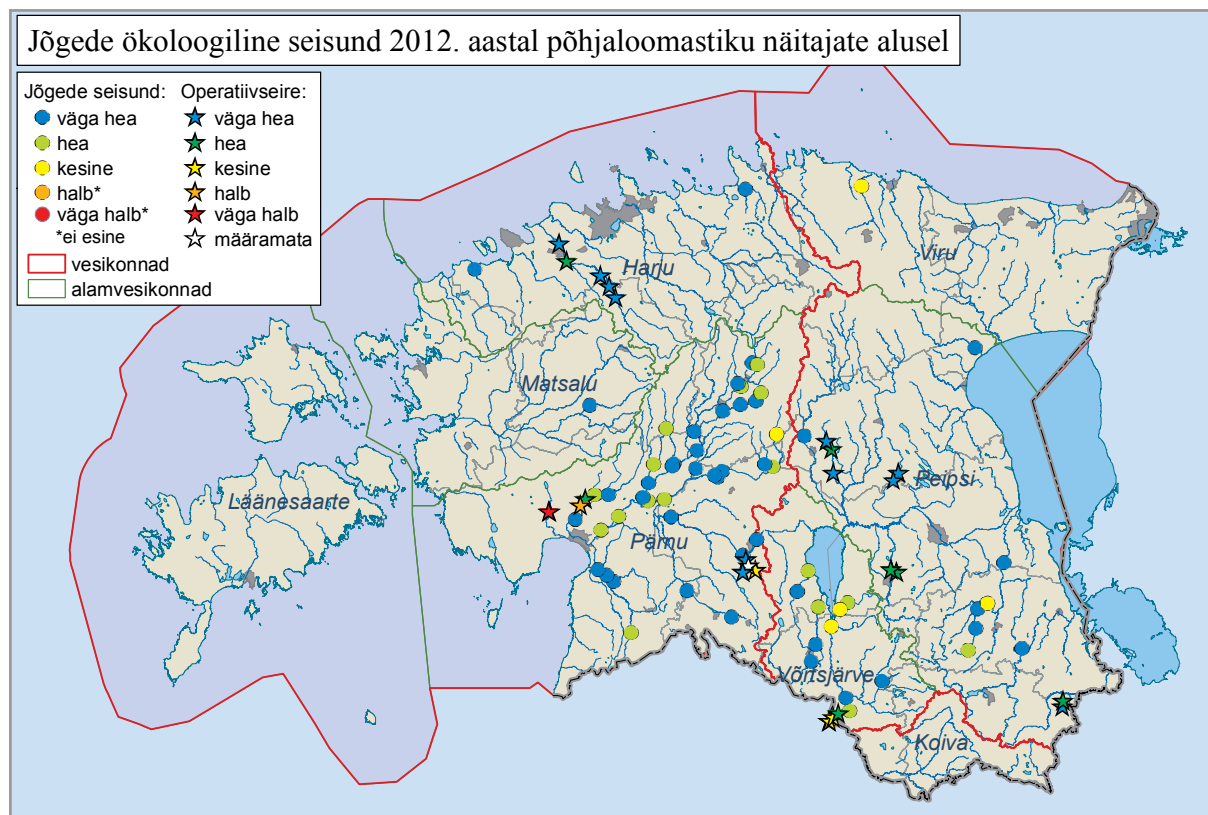 Jõgede ökoloogiline seisund 2012. aastal põhjaloomastiku näitajate alusel
Jõgede seisund: Operatiivseire:
väga hea väga hea
hea hea
kesine kesine
halb* halb
väga halb* väga halb
*ei esine määramata
vesikonnad
alamvesikonnad
Harju
Viru
Matsalu
Läänesaarte
Peipsi
Pärnu
Võrtsjärve
Koiva